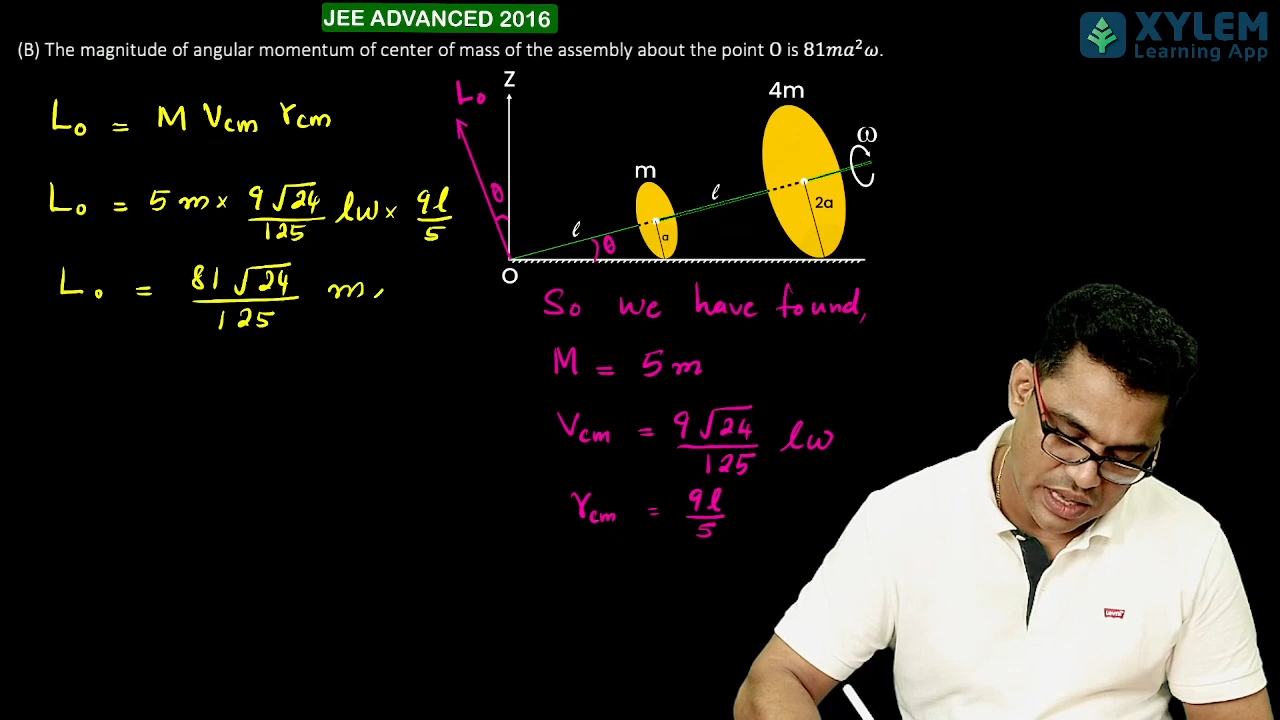 JEE ADVANCED 2016
XYLEM
Learning App
(B) The magnitude of angular momentum of center of mass of the assembly about the point O is 81ma²ω.
L₀ = M Vcm rcm
L₀ = 5m × 9√24/125 lω × 9l/5
L₀ = 81√24/125 m
L₀
Z
θ
O
l
θ
m
a
l
4m
2a
ω
So we have found,
M = 5m
Vcm = 9√24/125 lω
rcm = 9l/5